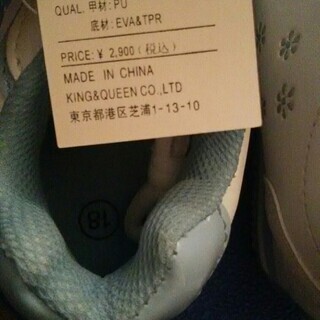 QUAL. 甲材: PU
底材: EVA&TPR
PRICE: ¥ 2,900 (税込)
MADE IN CHINA
KING&QUEEN CO.,LTD
東京都港区芝浦1-13-10
18